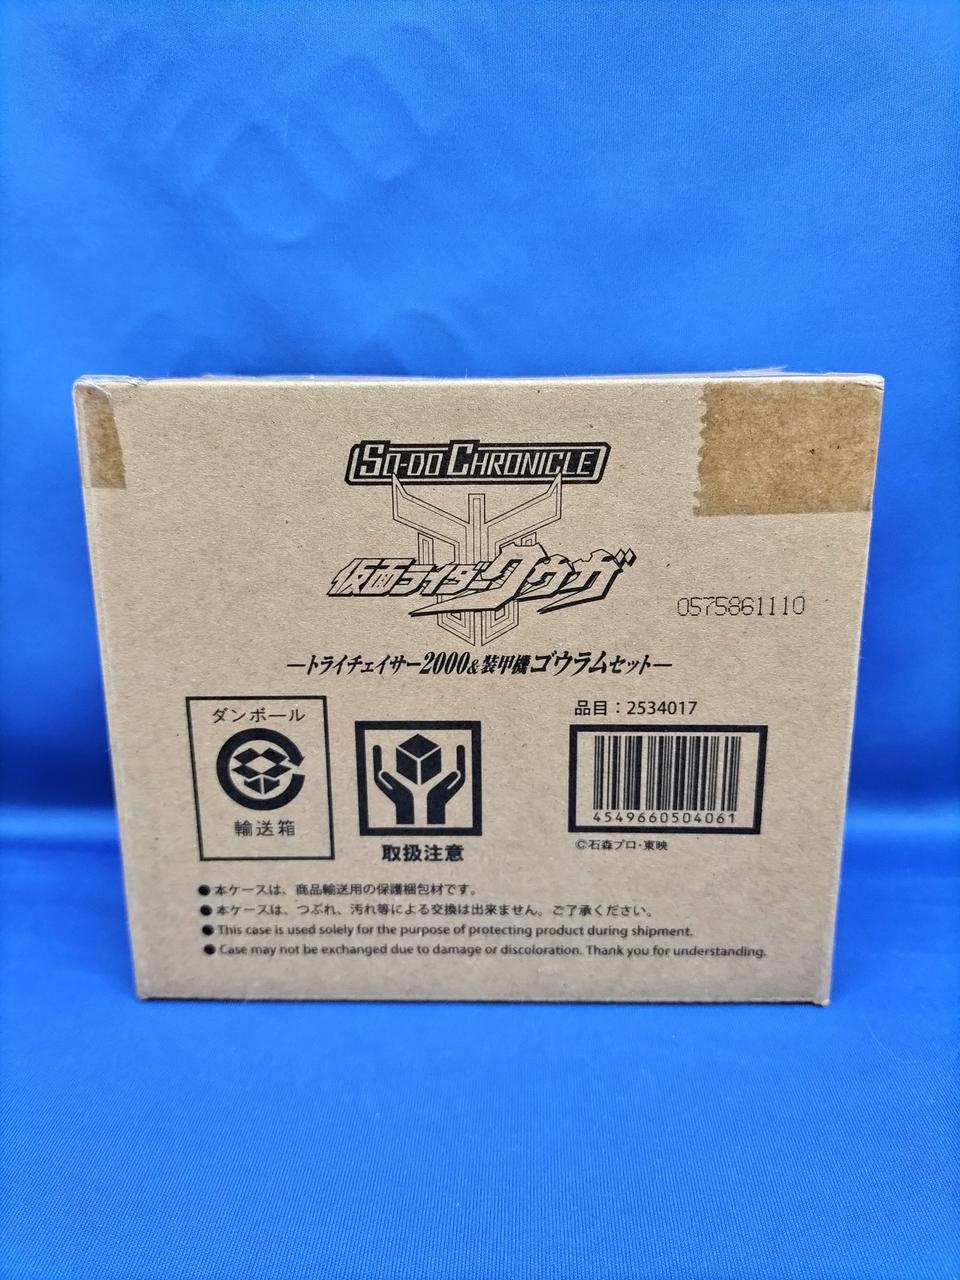 SO-DO CHRONICLE
仮面ライダークウガ
0575861110
―トライチェイサー2000&装甲機ゴウラムセット―
ダンボール
輸送箱
取扱注意
品目：2534017
4549660504061
©石森プロ・東映
●本ケースは、商品輸送用の保護梱包材です。
●本ケースは、つぶれ、汚れ等による交換は出来ません。ご了承ください。
●This case is used solely for the purpose of protecting product during shipment.
●Case may not be exchanged due to damage or discoloration. Thank you for understanding.